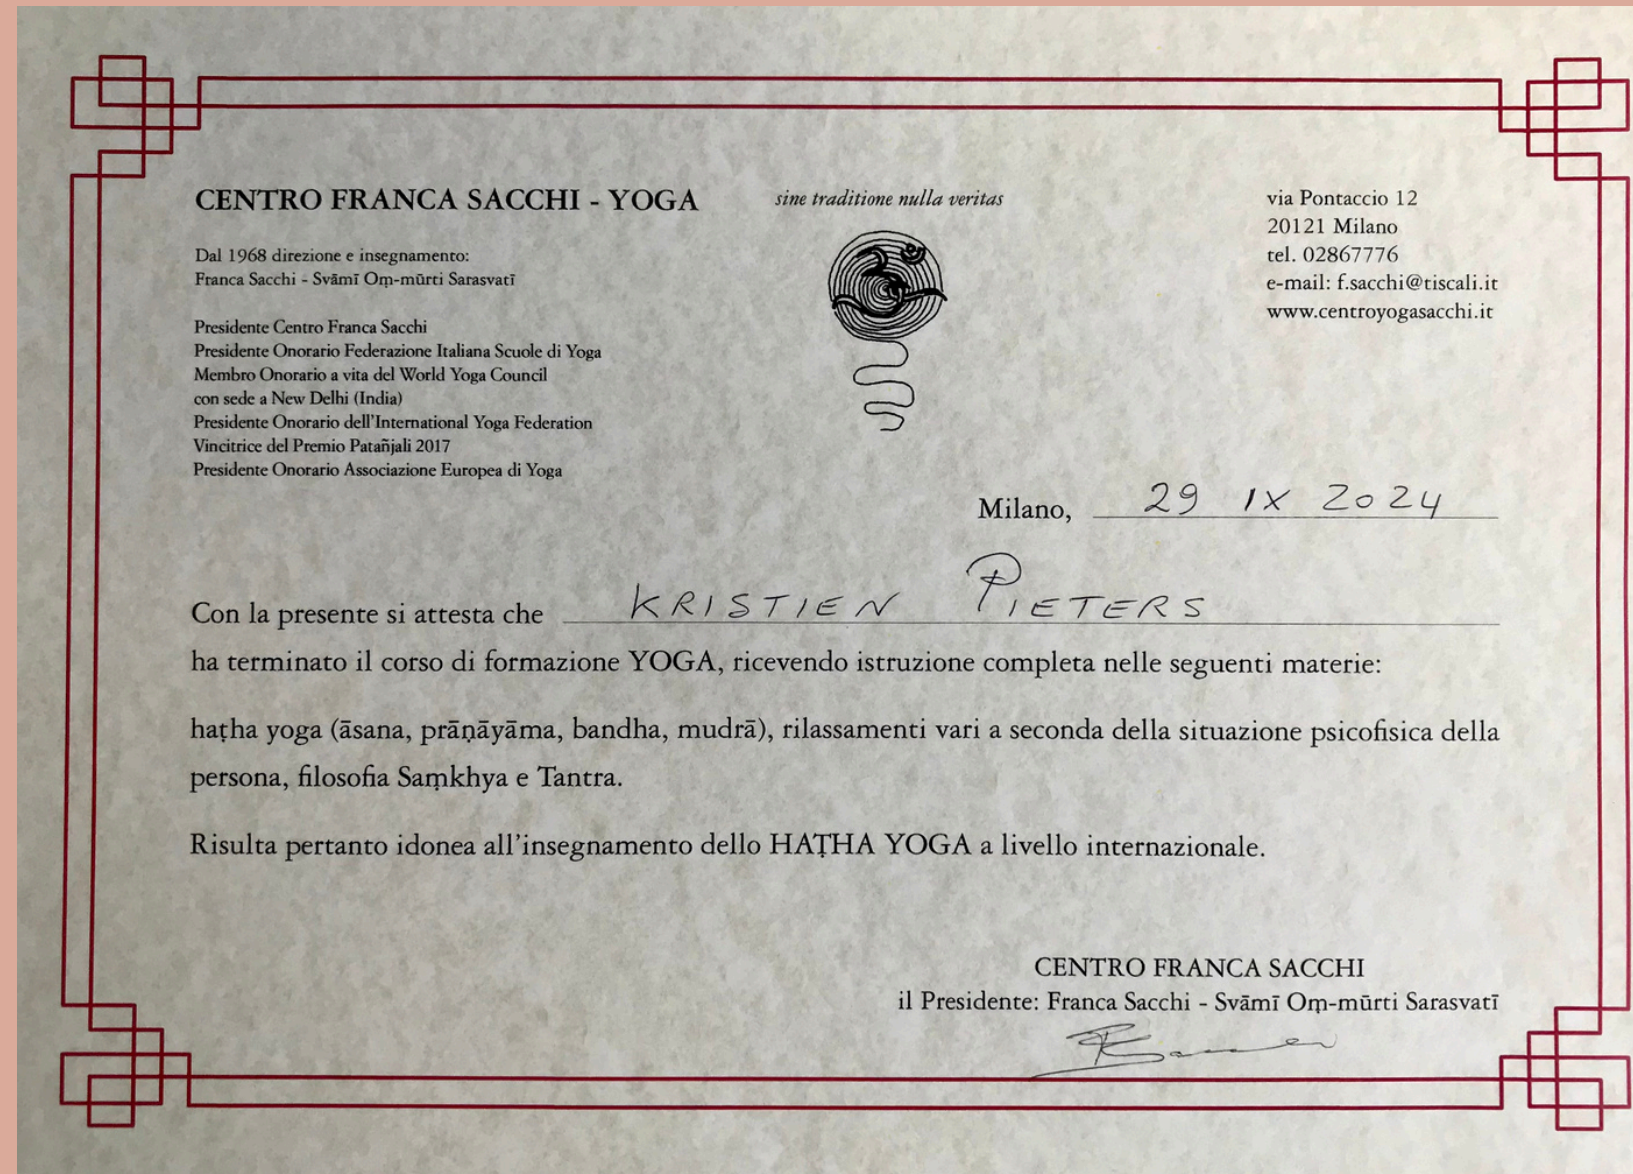 CENTRO FRANCA SACCHI - YOGA
Dal 1968 direzione e insegnamento:
Franca Sacchi - Svāmī Oṃ-mūrti Sarasvatī
Presidente Centro Franca Sacchi
Presidente Onorario Federazione Italiana Scuole di Yoga
Membro Onorario a vita del World Yoga Council
con sede a New Delhi (India)
Presidente Onorario dell'International Yoga Federation
Vincitrice del Premio Patañjali 2017
Presidente Onorario Associazione Europea di Yoga
sine traditione nulla veritas
ॐ
via Pontaccio 12
20121 Milano
tel. 02867776
e-mail: f.sacchi@tiscali.it
www.centroyogasacchi.it
Milano, 29 IX 2024
Con la presente si attesta che KRISTIEN PIETERS
ha terminato il corso di formazione YOGA, ricevendo istruzione completa nelle seguenti materie:
haṭha yoga (āsana, prāṇāyāma, bandha, mudrā), rilassamenti vari a seconda della situazione psicofisica della
persona, filosofia Saṃkhya e Tantra.
Risulta pertanto idonea all'insegnamento dello HAṬHA YOGA a livello internazionale.
CENTRO FRANCA SACCHI
il Presidente: Franca Sacchi - Svāmī Oṃ-mūrti Sarasvatī